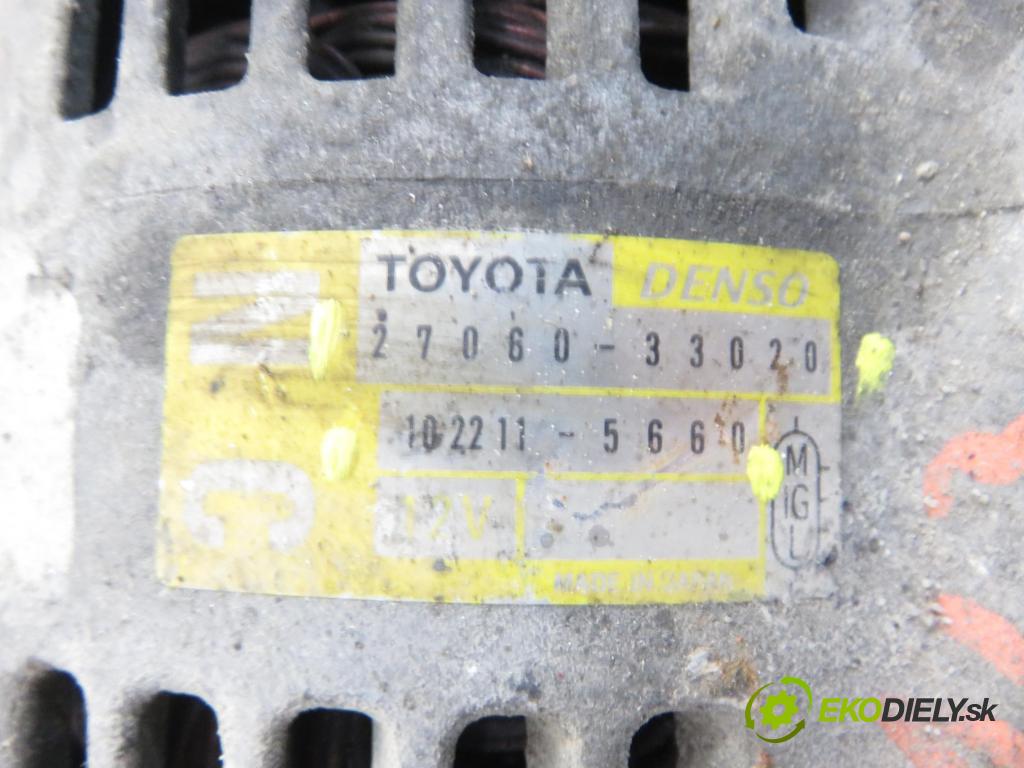 TOYOTA DENSO
27060-33020
102211-5660
12V
M
IG
L
MADE IN JAPAN
N
C
EKODIELY.sk